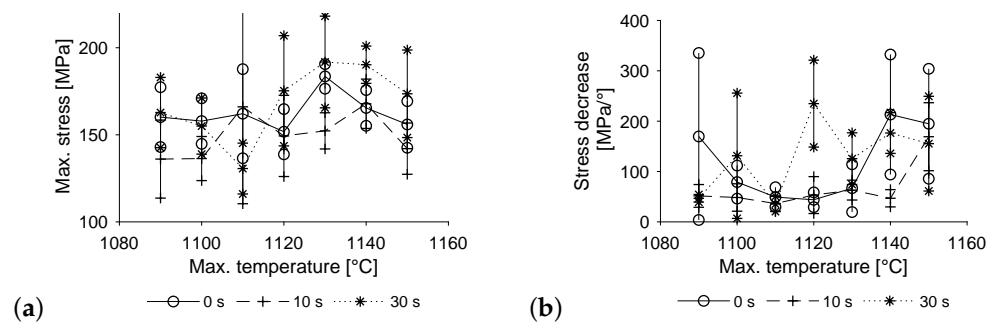 Max. stress [MPa]
200
150
100
1080 1100 1120 1140 1160
Max. temperature [°C]
0 s 10 s 30 s
(a)
Stress decrease
[MPa/°]
400
300
200
100
0
1080 1100 1120 1140 1160
Max. temperature [°C]
0 s 10 s 30 s
(b)